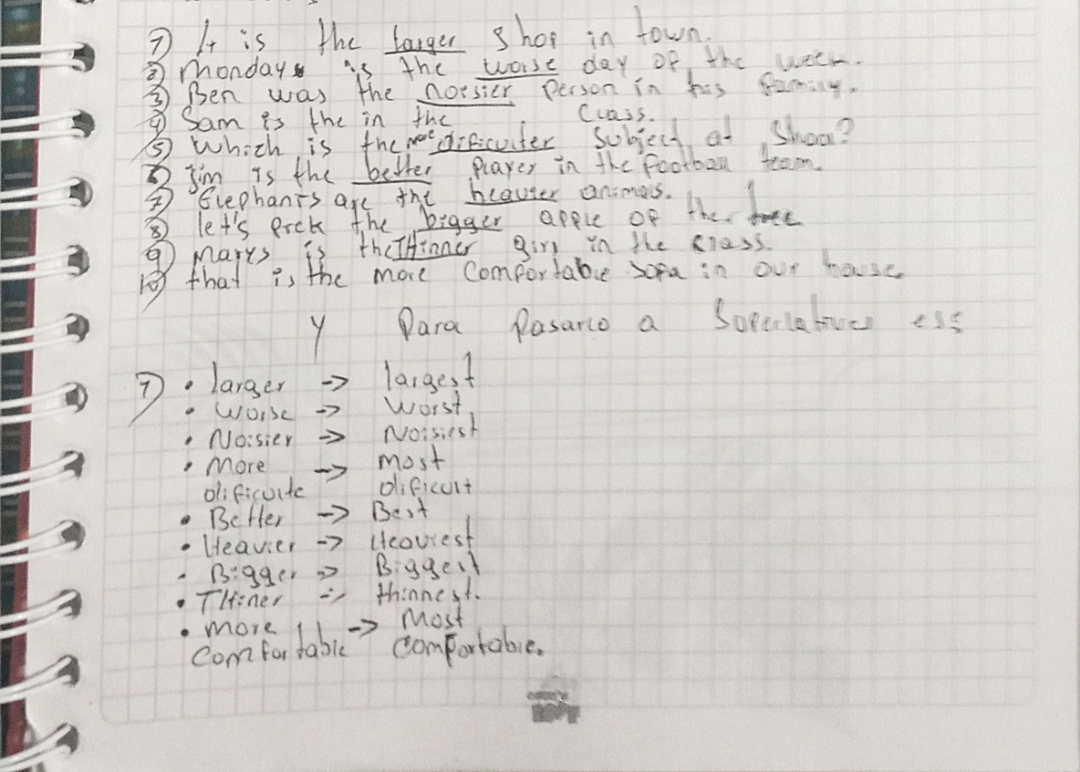 1) It is the larger shop in town.
2) Monday is the worse day of the week.
3) Ben was the noisier person in his family.
4) Sam is the in the class.
5) Which is the more dificulter subject at shool?
6) Jim is the better player in the football team.
7) Elephants are the heavier animals.
8) let's pick the bigger apple of the tree
9) Marys is the THinner girl in the class.
10) that is the more comfortable sofa in our house
Y Para Pasarlo a Superlatives
1) • larger -> largest
• Worse -> Worst
• Noisier -> Noisiest
• More -> most
dificulte dificult
• Better -> Best
• Heavier -> Heaviest
• Bigger -> Biggest
• THiner -> thinnest.
• more -> Most
Comfortable Comfortable.